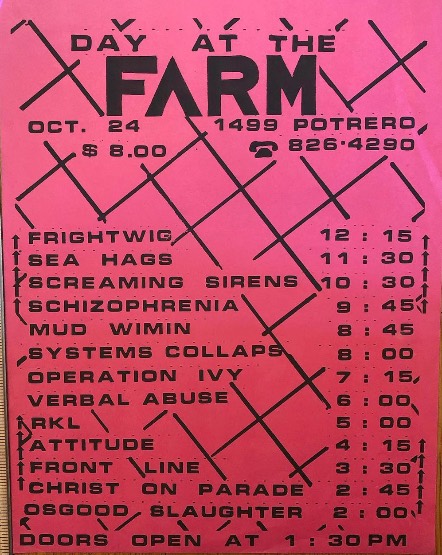 DAY AT THE
FARM
OCT. 24 1499 POTRERO
$ 8.00 ☎ 826·4290
FRIGHTWIG 12 : 15
SEA HAGS 11 : 30
SCREAMING SIRENS 10 : 30
SCHIZOPHRENIA 9 : 45
MUD WIMIN 8 : 45
SYSTEMS COLLAPS 8 : 00
OPERATION IVY 7 : 15
VERBAL ABUSE 6 : 00
RKL 5 : 00
ATTITUDE 4 : 15
FRONT LINE 3 : 30
CHRIST ON PARADE 2 : 45
OSGOOD SLAUGHTER 2 : 00
DOORS OPEN AT 1 : 30 PM